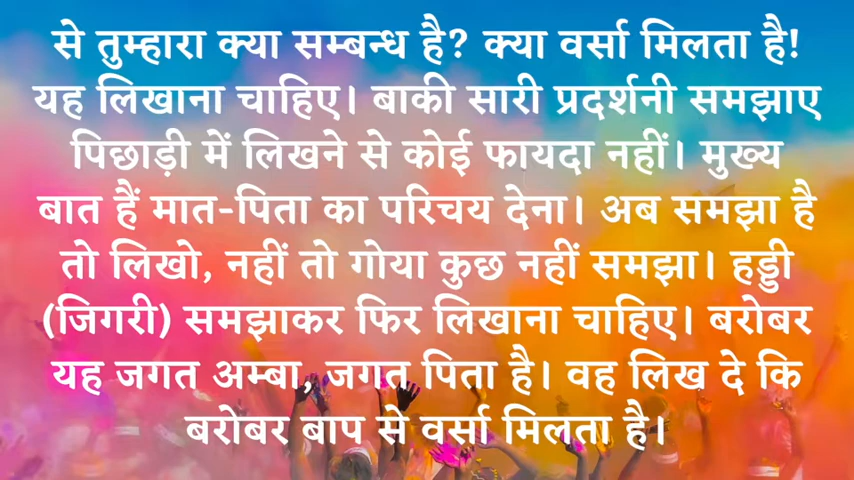 से तुम्हारा क्या सम्बन्ध है? क्या वर्सा मिलता है!
यह लिखाना चाहिए। बाकी सारी प्रदर्शनी समझाए
पिछाड़ी में लिखने से कोई फायदा नहीं। मुख्य
बात हैं मात-पिता का परिचय देना। अब समझा है
तो लिखो, नहीं तो गोया कुछ नहीं समझा। हड्डी
(जिगरी) समझाकर फिर लिखाना चाहिए। बरोबर
यह जगत अम्बा, जगत पिता है। वह लिख दे कि
बरोबर बाप से वर्सा मिलता है।